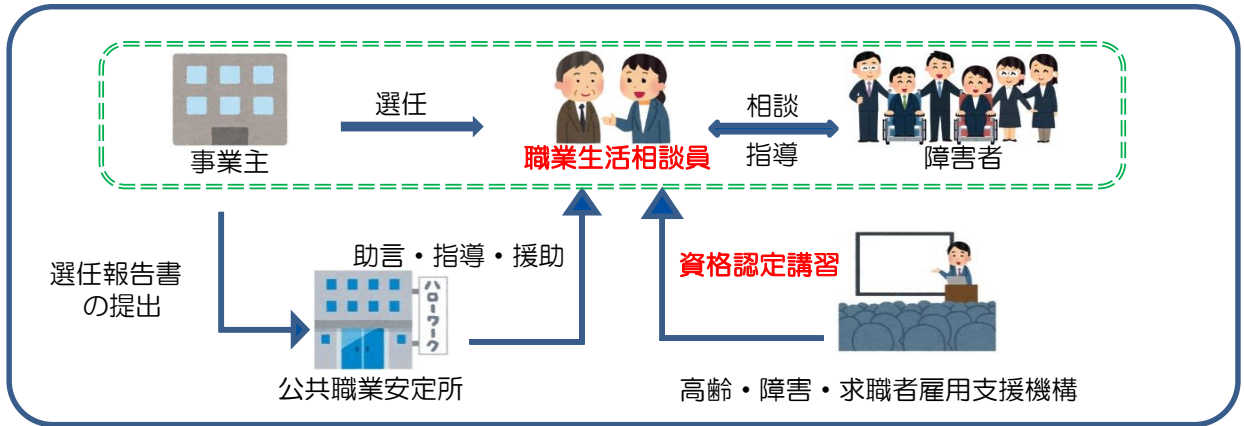 選任
相談
指導
事業主
職業生活相談員
障害者
選任報告書
の提出
助言・指導・援助
資格認定講習
ハローワーク
公共職業安定所
高齢・障害・求職者雇用支援機構